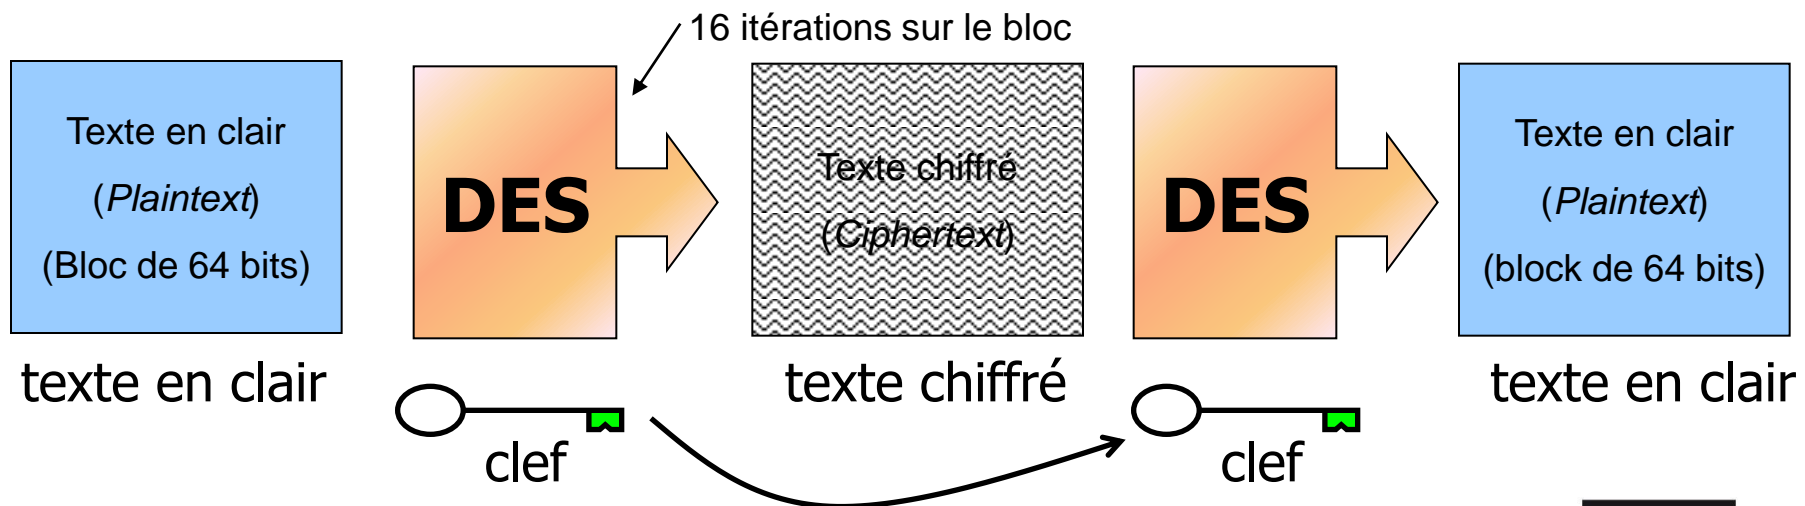 16 itérations sur le bloc
Texte en clair
(Plaintext)
(Bloc de 64 bits)
DES
Texte chiffré
(Ciphertext)
DES
Texte en clair
(Plaintext)
(block de 64 bits)
texte en clair
texte chiffré
texte en clair
clef
clef